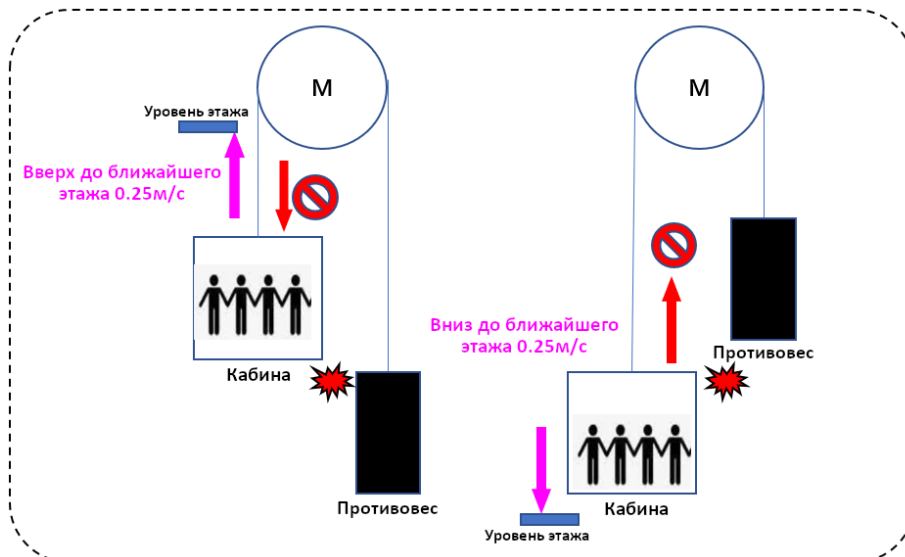 М
Уровень этажа
Вверх до ближайшего
этажа 0.25м/с
Кабина
Противовес
М
Противовес
Вниз до ближайшего
этажа 0.25м/с
Кабина
Уровень этажа